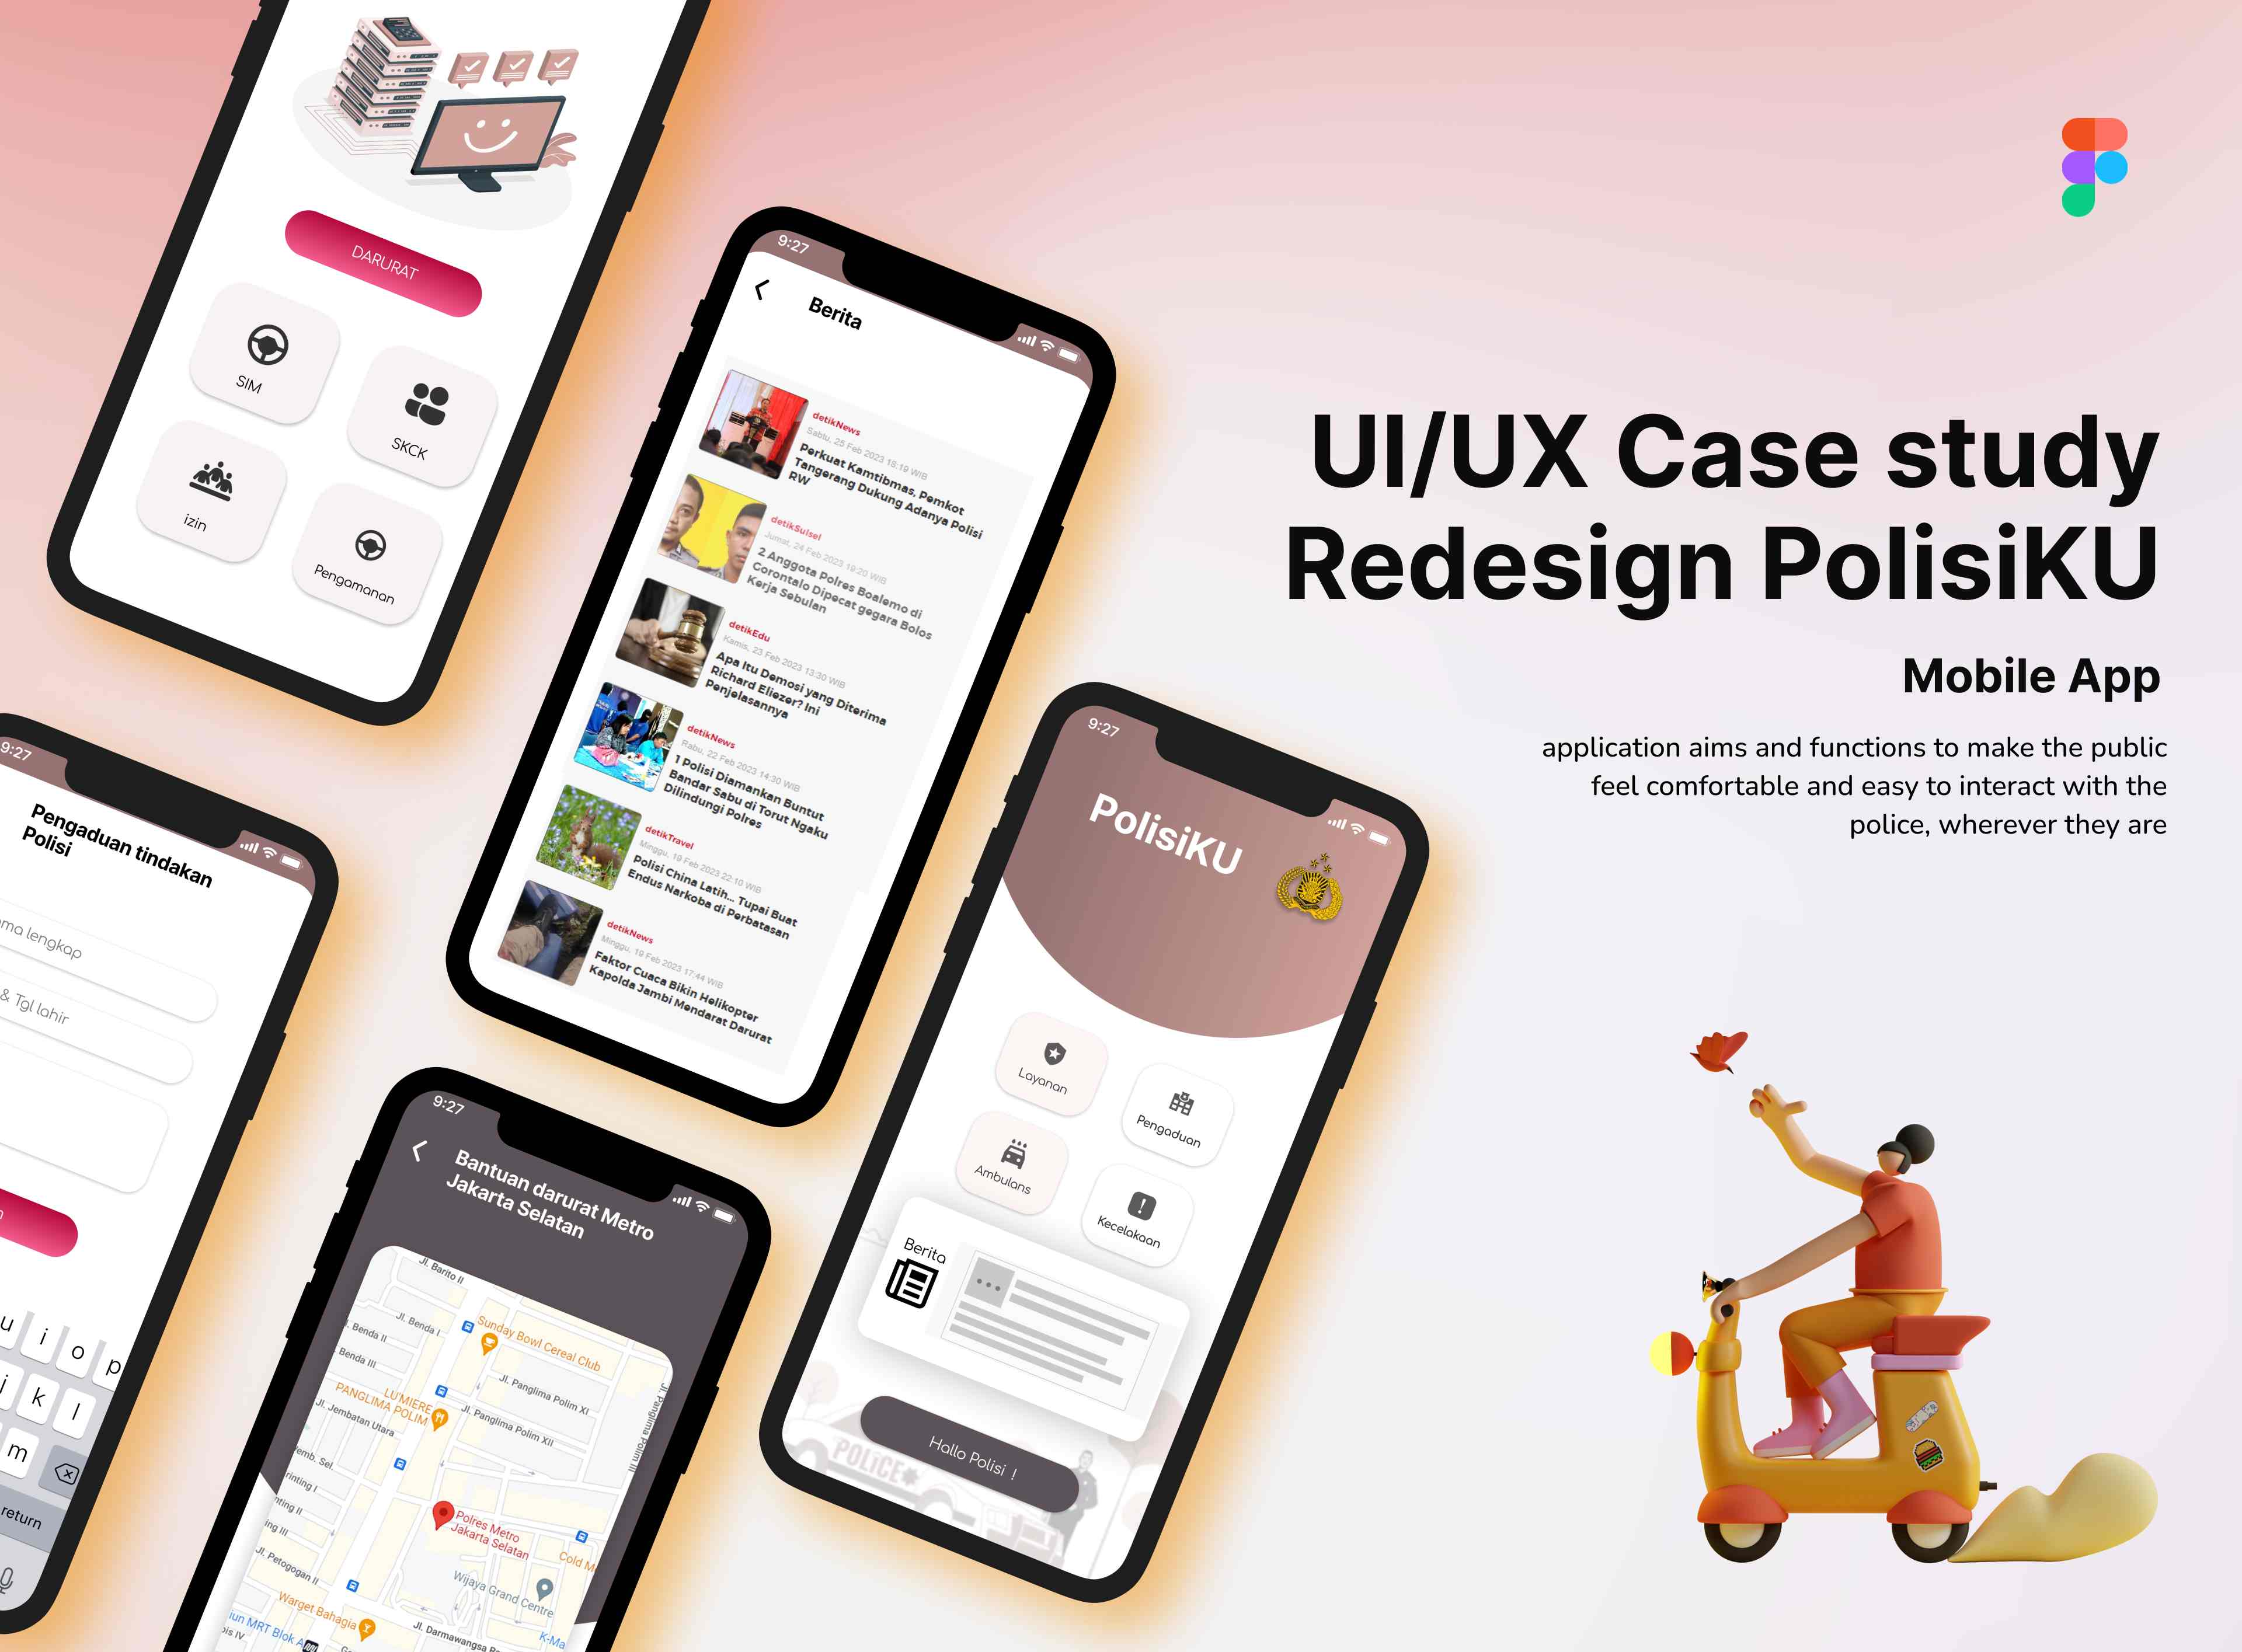 UI/UX Case study
Redesign PolisiKU
Mobile App
application aims and functions to make the public
feel comfortable and easy to interact with the
police, wherever they are
DARURAT
SIM
SKCK
izin
Pengamanan
9:27
Berita
detikNews
Sabtu, 25 Feb 2023 18:19 WIB
Perkuat Kamtibmas, Pemkot
Tangerang Dukung Adanya Polisi
RW
detikSulsel
Jumat, 24 Feb 2023 19:20 WIB
2 Anggota Polres Boalemo di
Gorontalo Dipecat gegara Bolos
Kerja Sebulan
detikEdu
Kamis, 23 Feb 2023 13:30 WIB
Apa Itu Demosi yang Diterima
Richard Eliezer? Ini
Penjelasannya
detikNews
Rabu, 22 Feb 2023 14:30 WIB
1 Polisi Diamankan Buntut
Bandar Sabu di Torut Ngaku
Dilindungi Polres
detikTravel
Minggu, 19 Feb 2023 22:10 WIB
Polisi China Latih... Tupai Buat
Endus Narkoba di Perbatasan
detikNews
Minggu, 19 Feb 2023 17:44 WIB
Faktor Cuaca Bikin Helikopter
Kapolda Jambi Mendarat Darurat
9:27
PolisiKU
Layanan
Pengaduan
Ambulans
Kecelakaan
Berita
Hallo Polisi !
POLICE
9:27
Pengaduan tindakan
Polisi
ma lengkap
& Tgl lahir
u i o p
j k l
m
return
9:27
Bantuan darurat Metro
Jakarta Selatan
Jl. Barito II
Jl. Benda I
Benda II
Benda III
Sunday Bowl Cereal Club
Jl. Panglima Polim XI
LU'MIERE
PANGLIMA POLIM
Jl. Panglima Polim XII
Jl. Panglima Polim III
Jl. Jembatan Utara
emb. Sel.
rinting I
nting II
ing III
Polres Metro
Jakarta Selatan
Cold M
Jl. Petogogan II
Wijaya Grand Centre
Warget Bahagia
iun MRT Blok A
Jl. Darmawangsa R
K-Ma